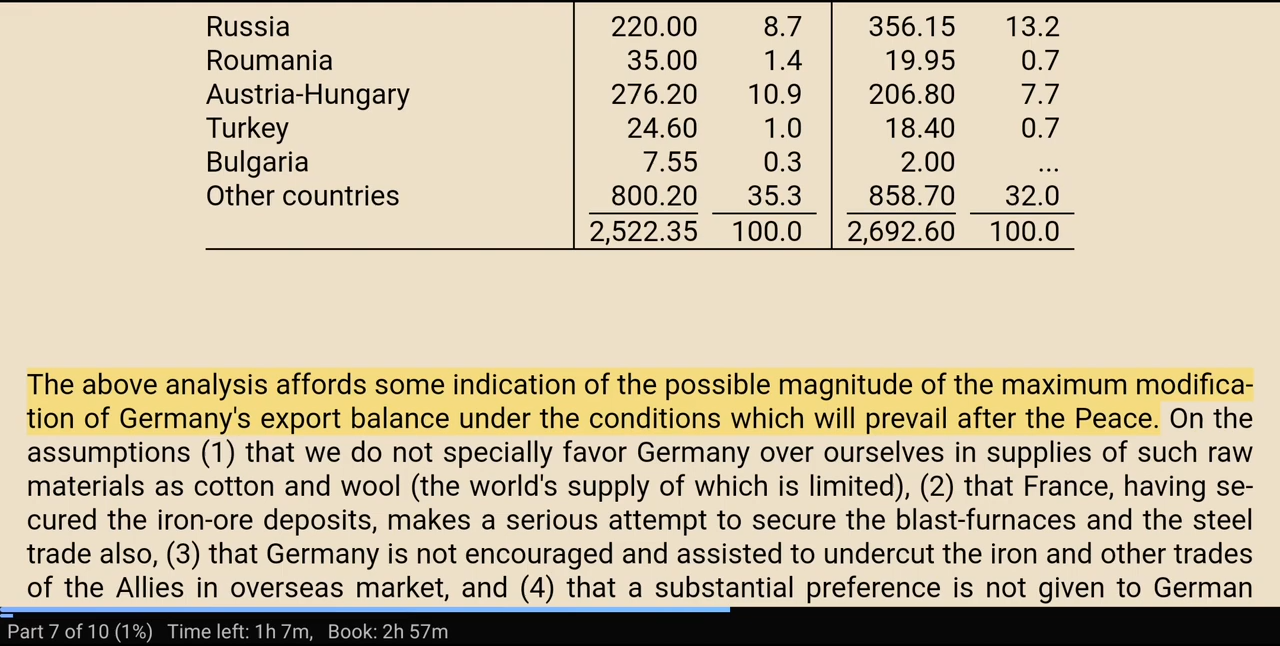 Russia 220.00 8.7 356.15 13.2
Roumania 35.00 1.4 19.95 0.7
Austria-Hungary 276.20 10.9 206.80 7.7
Turkey 24.60 1.0 18.40 0.7
Bulgaria 7.55 0.3 2.00 ...
Other countries 800.20 35.3 858.70 32.0
2,522.35 100.0 2,692.60 100.0
The above analysis affords some indication of the possible magnitude of the maximum modifica-
tion of Germany's export balance under the conditions which will prevail after the Peace. On the
assumptions (1) that we do not specially favor Germany over ourselves in supplies of such raw
materials as cotton and wool (the world's supply of which is limited), (2) that France, having se-
cured the iron-ore deposits, makes a serious attempt to secure the blast-furnaces and the steel
trade also, (3) that Germany is not encouraged and assisted to undercut the iron and other trades
of the Allies in overseas market, and (4) that a substantial preference is not given to German
Part 7 of 10 (1%) Time left: 1h 7m, Book: 2h 57m